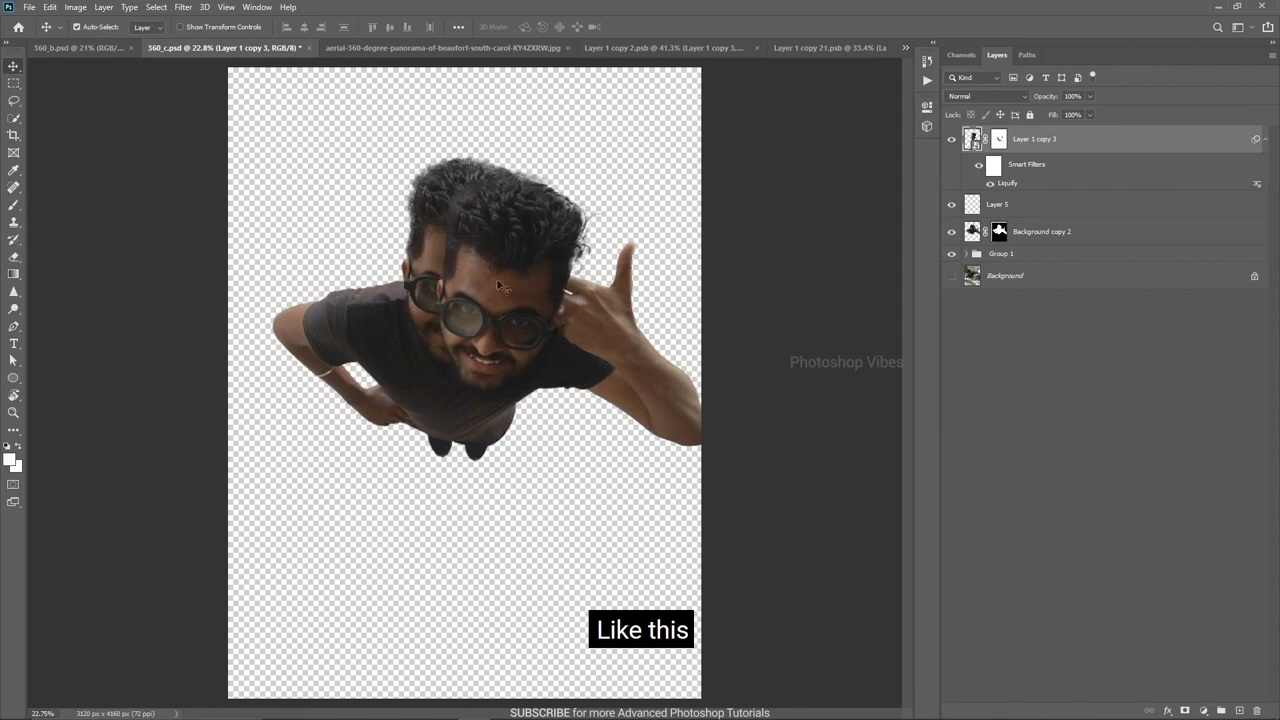 File Edit Image Layer Type Select Filter 3D View Window Help
Auto-Select: Layer Show Transform Controls 3D Mode:
360_b.psd @ 21% (RGB/... × 360_c.psd @ 22.8% (Layer 1 copy 3, RGB/8) * × aerial-360-degree-panorama-of-beaufort-south-carol-KY4ZXRW.jpg × Layer 1 copy 2.psb @ 41.3% (Layer 1 copy 3,... × Layer 1 copy 21.psb @ 33.4% (La
Channels Layers Paths
Kind
Normal Opacity: 100%
Lock: Fill: 100%
Layer 1 copy 3
Smart Filters
Liquify
Layer 5
Background copy 2
Group 1
Background
Photoshop Vibes
Like this
22.75% 3120 px x 4160 px (72 ppi)
SUBSCRIBE for more Advanced Photoshop Tutorials